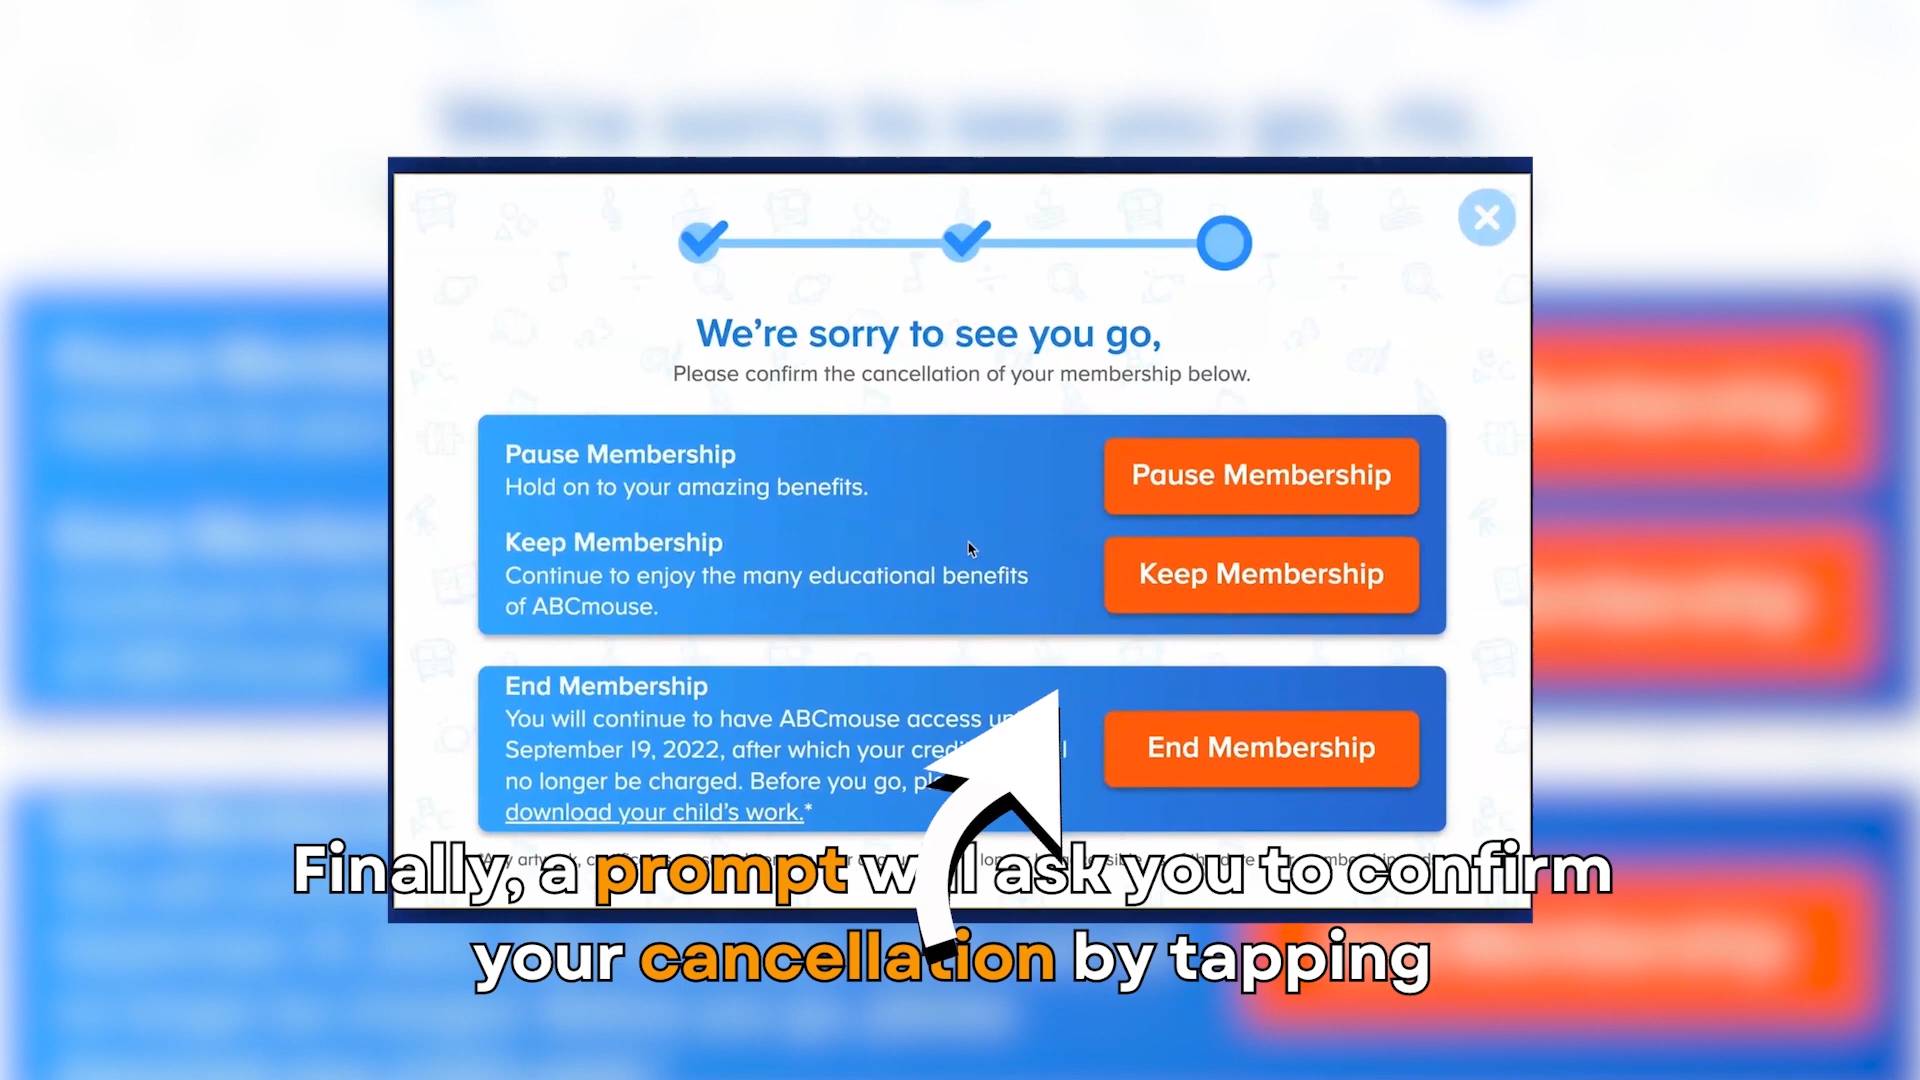 We're sorry to see you go,
Please confirm the cancellation of your membership below.
Pause Membership
Hold on to your amazing benefits.
Pause Membership
Keep Membership
Continue to enjoy the many educational benefits
of ABCmouse.
Keep Membership
End Membership
You will continue to have ABCmouse access
September 19, 2022, after which your
no longer be charged. Before you go,
download your child's work.*
End Membership
Finally, a prompt will ask you to confirm
your cancellation by tapping